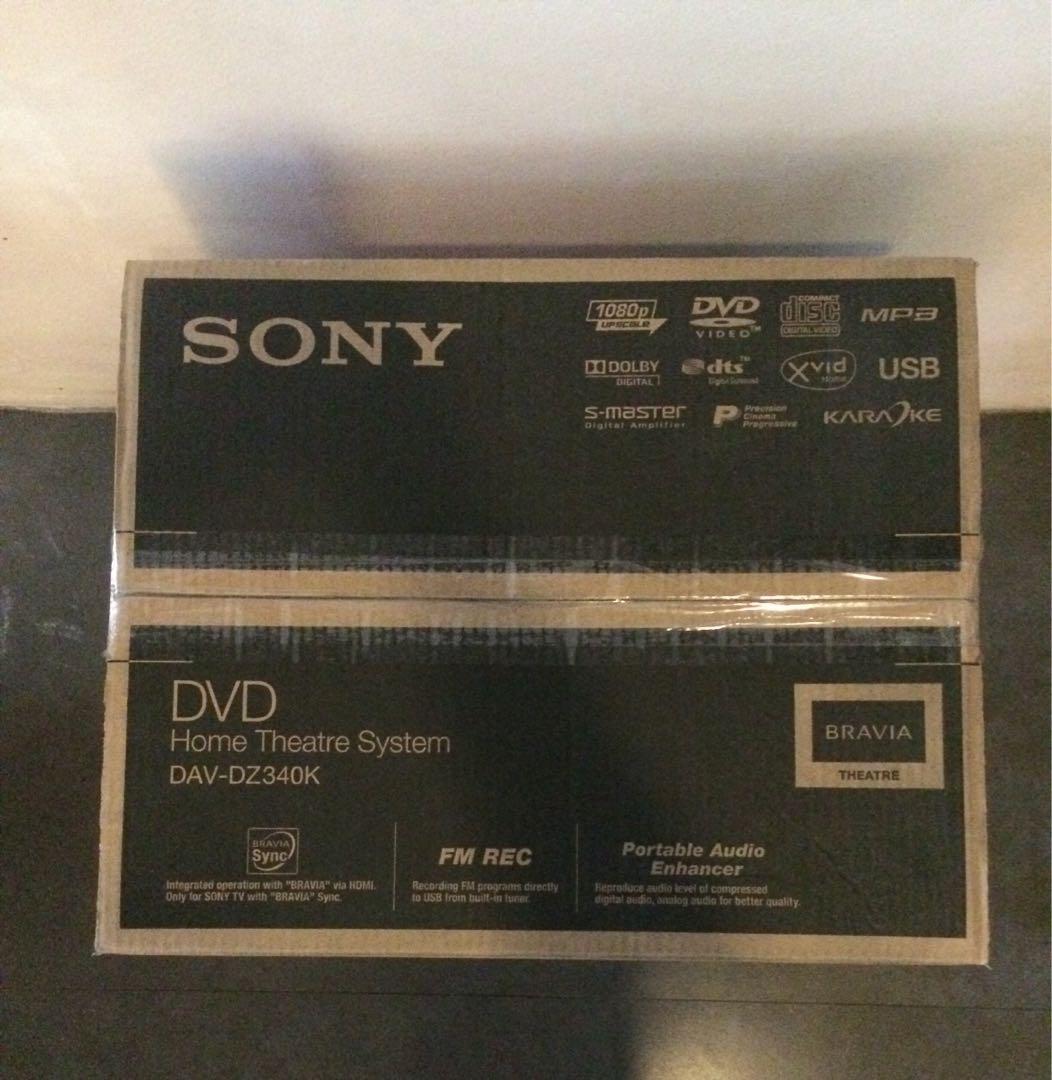 SONY
1080p
UPSCALE
DVD
VIDEO™
COMPACT
disc
DIGITAL VIDEO
MP3
DOLBY
DIGITAL
dts™
Digital Surround
Xvid
Home
USB
S-master
Digital Amplifier
P Precision
Cinema
Progressive
KARAOKE
DVD
Home Theatre System
DAV-DZ340K
BRAVIA
THEATRE
BRAVIA
Sync
Integrated operation with "BRAVIA" via HDMI.
Only for SONY TV with "BRAVIA" Sync.
FM REC
Recording FM programs directly
to USB from built-in tuner.
Portable Audio
Enhancer
Reproduce audio level of compressed
digital audio, analog audio for better quality.